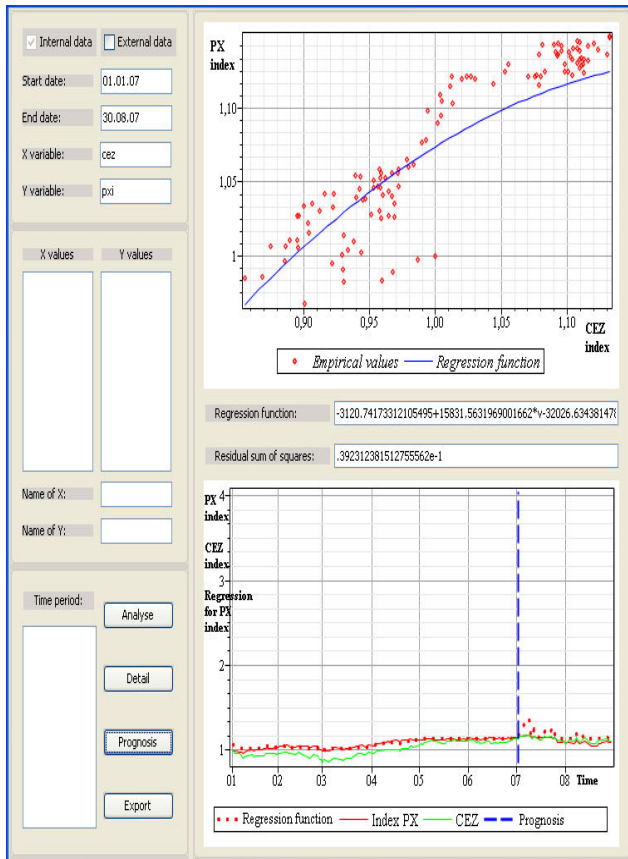 Internal data
External data
Start date:
01.01.07
End date:
30.08.07
X variable:
cez
Y variable:
pxi
X values
Y values
Name of X:
Name of Y:
Time period:
Analyse
Detail
Prognosis
Export
PX
index
1,10
1,05
1
0,90
0,95
1,00
1,05
1,10
CEZ
index
Empirical values
Regression function
Regression function:
-3120.74173312105495+15831.5631969001662*v-32026.634381478
Residual sum of squares:
.392312381512755562e-1
4
PX
index
CEZ
index
3
Regression
for PX
index
2
1
01
02
03
04
05
06
07
08
Time
Regression function
Index PX
CEZ
Prognosis